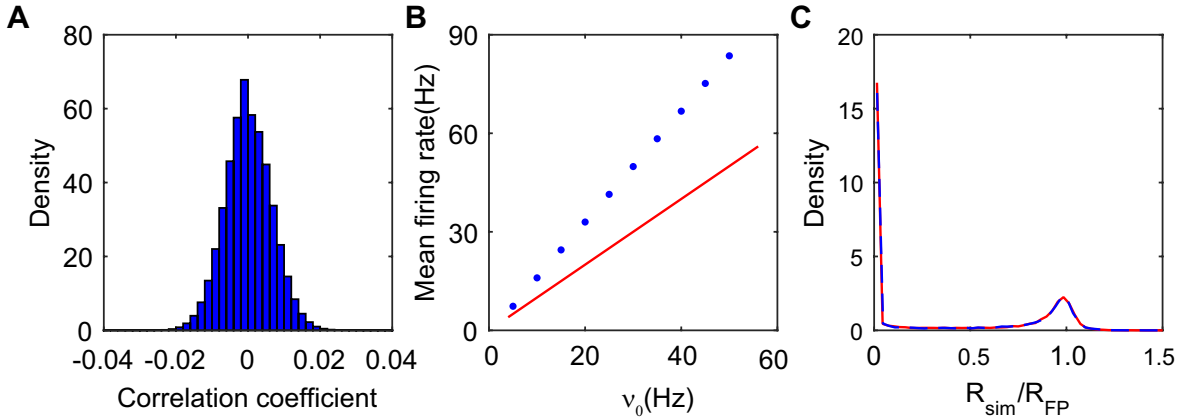 A
80
60
40
20
0
Density
-0.04 -0.02 0 0.02 0.04
Correlation coefficient
B
90
60
30
0
Mean firing rate(Hz)
0 20 40 60
ν0(Hz)
C
20
15
10
5
0
Density
0 0.5 1.0 1.5
Rsim/RFP